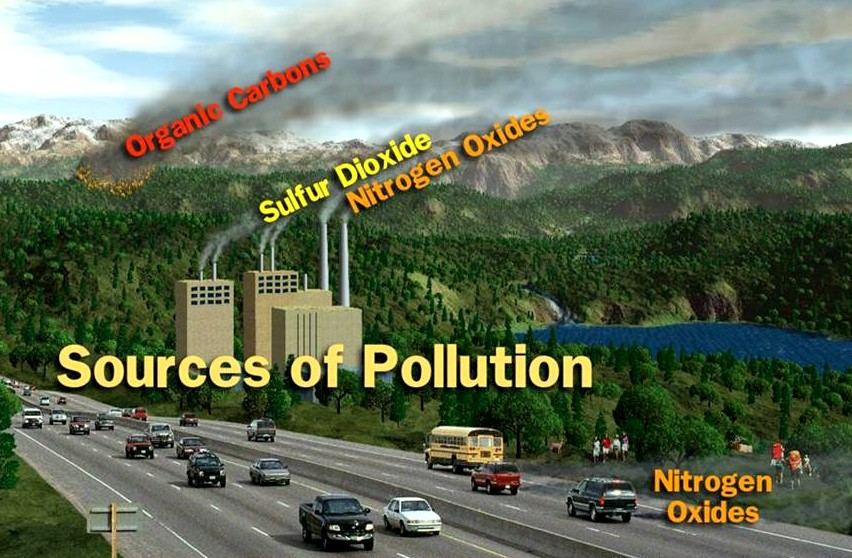 Organic Carbons
Sulfur Dioxide
Nitrogen Oxides
Sources of Pollution
Nitrogen
Oxides